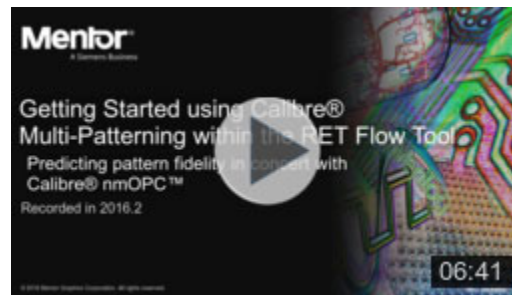 Mentor®
A Siemens Business
Getting Started using Calibre®
Multi-Patterning within the RET Flow Tool
Predicting pattern fidelity in concert with
Calibre® nmOPC™
Recorded in 2016.2
06:41